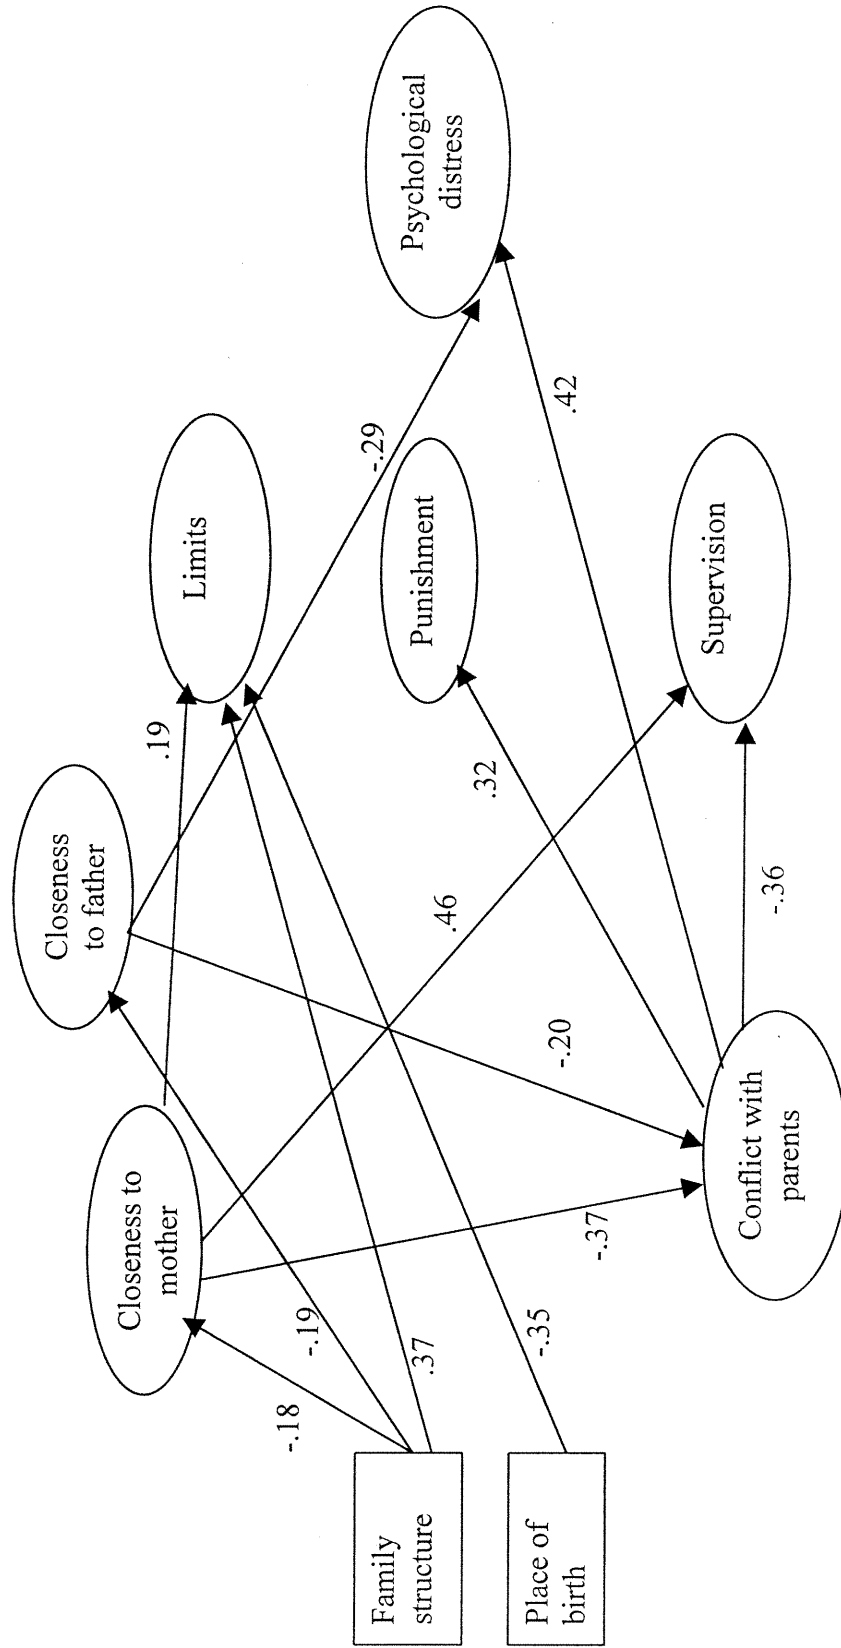 Family
structure
Place of
birth
Closeness to
mother
Closeness
to father
Conflict with
parents
Limits
Punishment
Supervision
Psychological
distress
-.18
-.19
.37
-.35
-.37
-.20
.46
.19
.32
-.36
-.29
.42